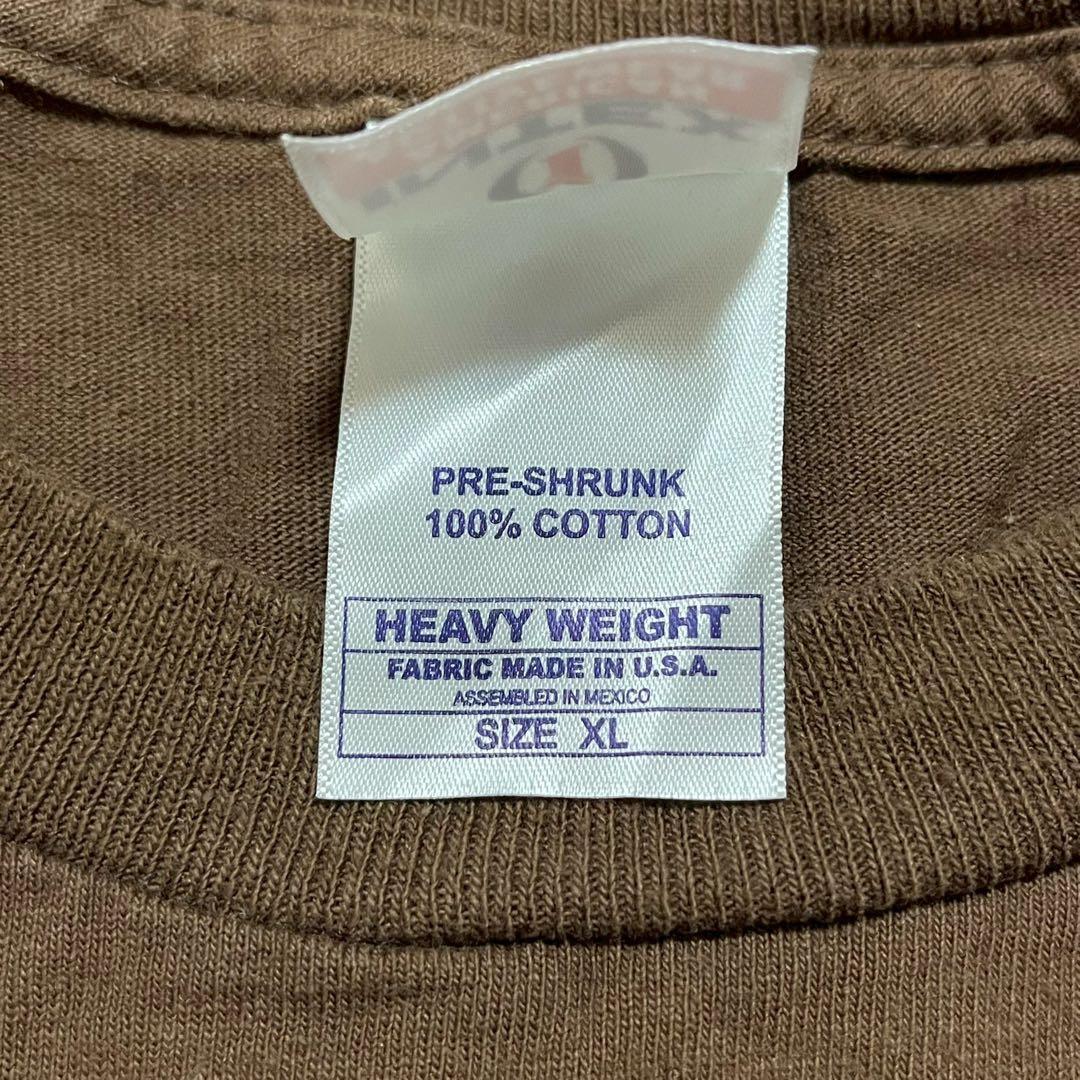 PRE-SHRUNK
100% COTTON
HEAVY WEIGHT
FABRIC MADE IN U.S.A.
ASSEMBLED IN MEXICO
SIZE XL